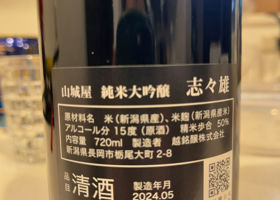 山城屋 純米大吟醸 志々雄
原材料名 米(新潟県産)、米麹(新潟県産米)
アルコール分 15度(原酒) 精米歩合 50%
内容量 720ml 製造者 越銘醸株式会社
新潟県長岡市栃尾大町2-8
品目 清酒
製造年月
2024.05